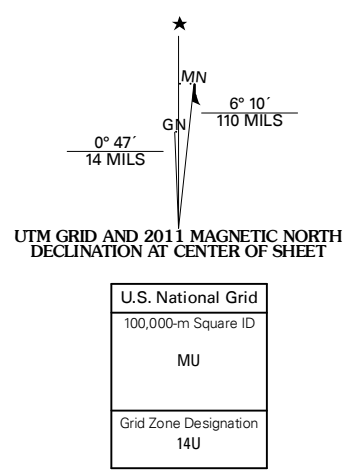 ★
MN
6° 10´
110 MILS
GN
0° 47´
14 MILS
UTM GRID AND 2011 MAGNETIC NORTH
DECLINATION AT CENTER OF SHEET
U.S. National Grid
100,000-m Square ID
MU
Grid Zone Designation
14U